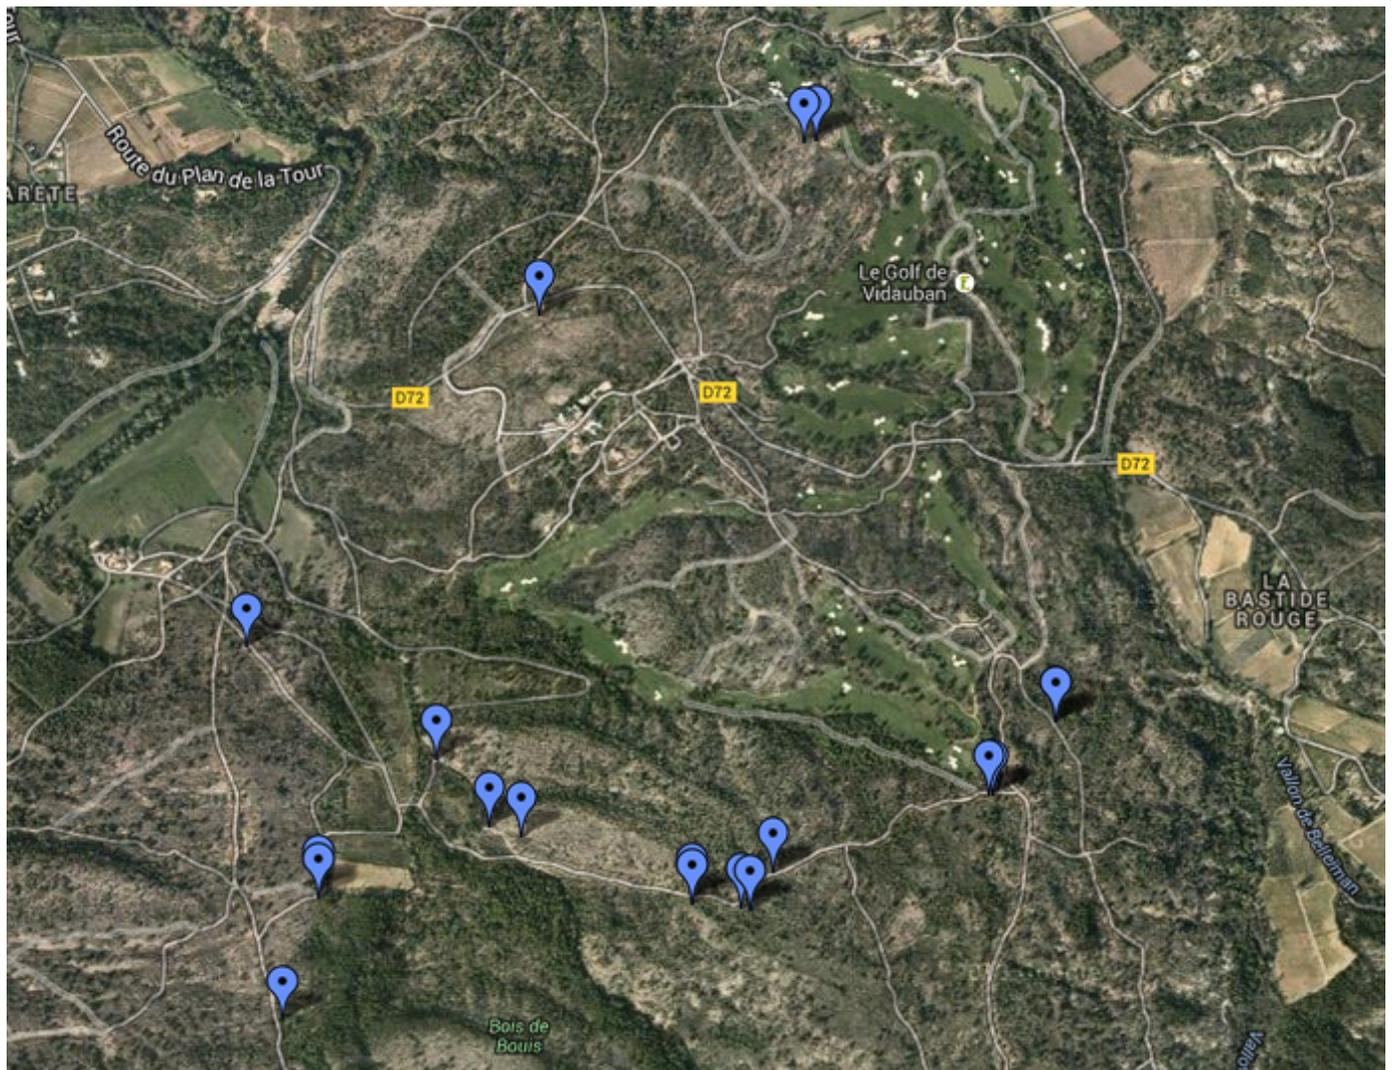 Route du Plan de la Tour
ARETE
Le Golf de
Vidauban
D72
D72
D72
LA
BASTIDE
ROUGE
Vallon de Belleiman
Bois de
Bouis